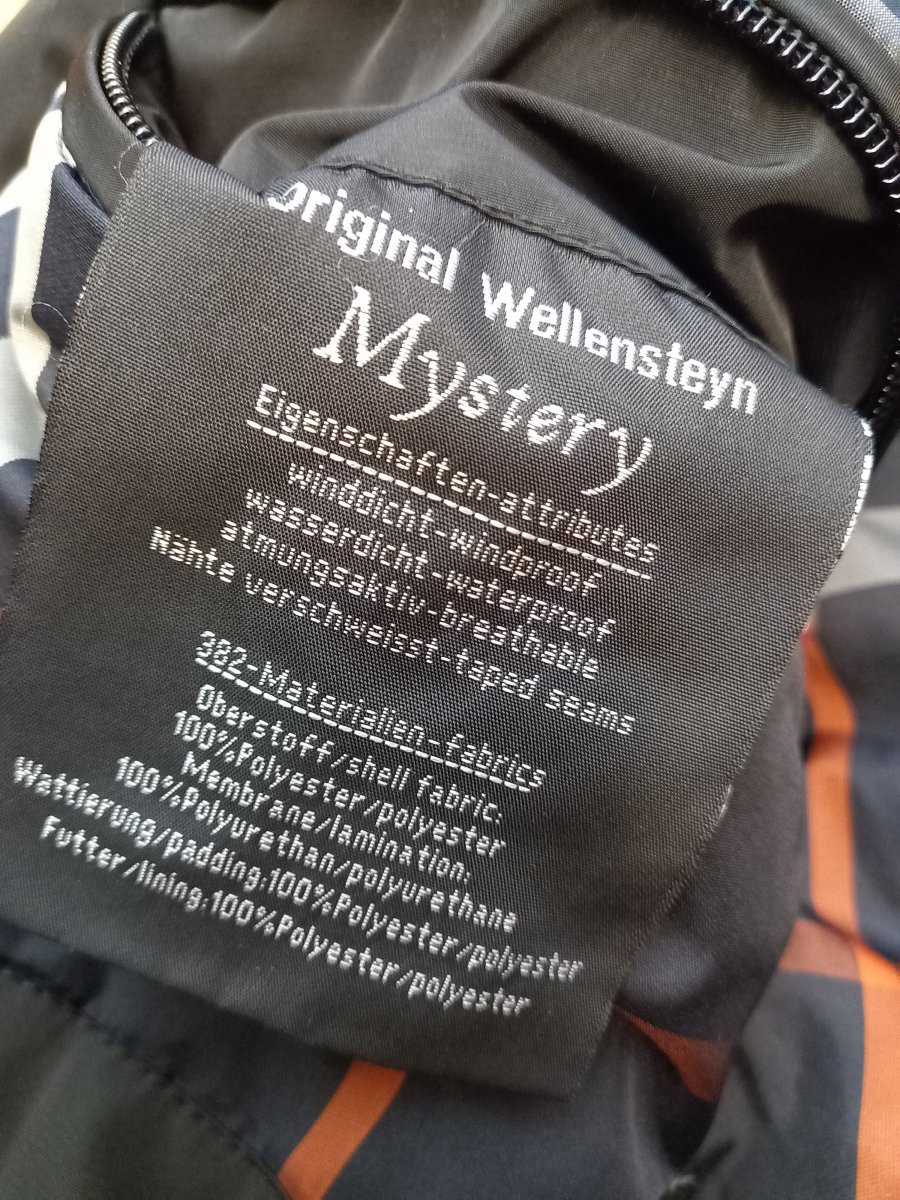 Original Wellensteyn
Mystery
Eigenschaften-attributes
winddicht-windproof
wasserdicht-waterproof
atmungsaktiv-breathable
Nähte verschweisst-taped seams
382-Materialien-fabrics
Oberstoff/shell fabric:
100%Polyester/polyester
Membrane/lamination:
100%Polyurethan/polyurethane
Wattierung/padding:100%Polyester/polyester
Futter/lining:100%Polyester/polyester